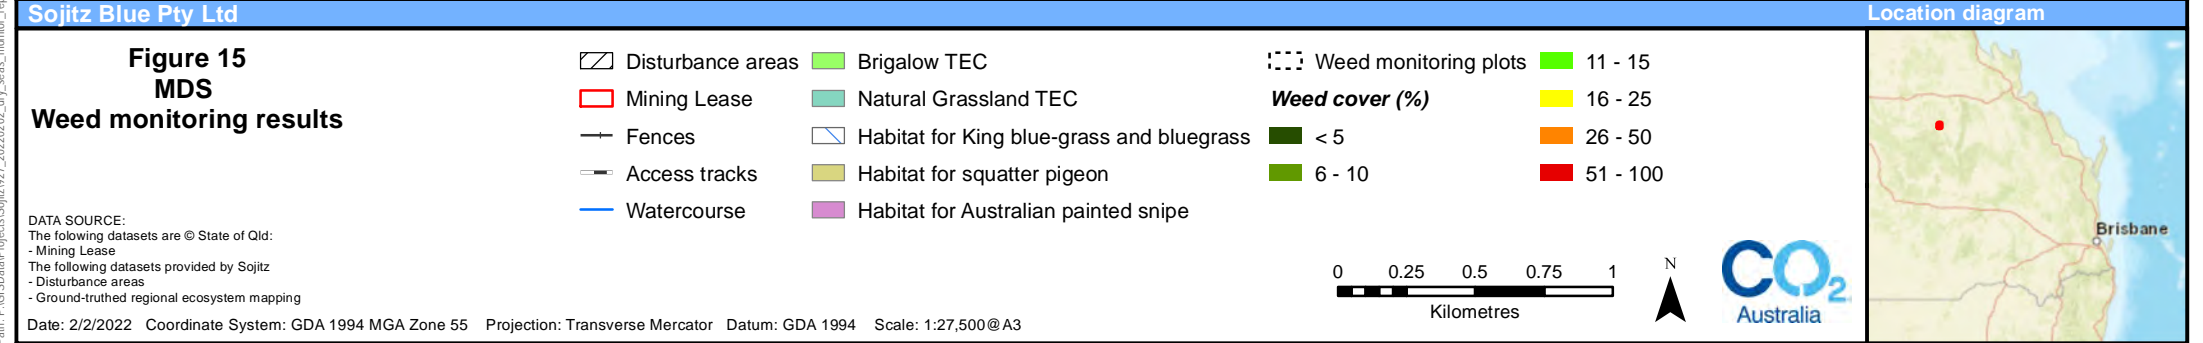 Sojitz Blue Pty Ltd
Location diagram
Figure 15
MDS
Weed monitoring results
Disturbance areas
Mining Lease
Fences
Access tracks
Watercourse
Brigalow TEC
Natural Grassland TEC
Habitat for King blue-grass and bluegrass
Habitat for squatter pigeon
Habitat for Australian painted snipe
Weed monitoring plots
Weed cover (%)
< 5
6 - 10
11 - 15
16 - 25
26 - 50
51 - 100
DATA SOURCE:
The folowing datasets are © State of Qld:
- Mining Lease
The following datasets provided by Sojitz
- Disturbance areas
- Ground-truthed regional ecosystem mapping
Date: 2/2/2022 Coordinate System: GDA 1994 MGA Zone 55 Projection: Transverse Mercator Datum: GDA 1994 Scale: 1:27,500@A3
0 0.25 0.5 0.75 1
Kilometres
N
CO2
Australia
Brisbane